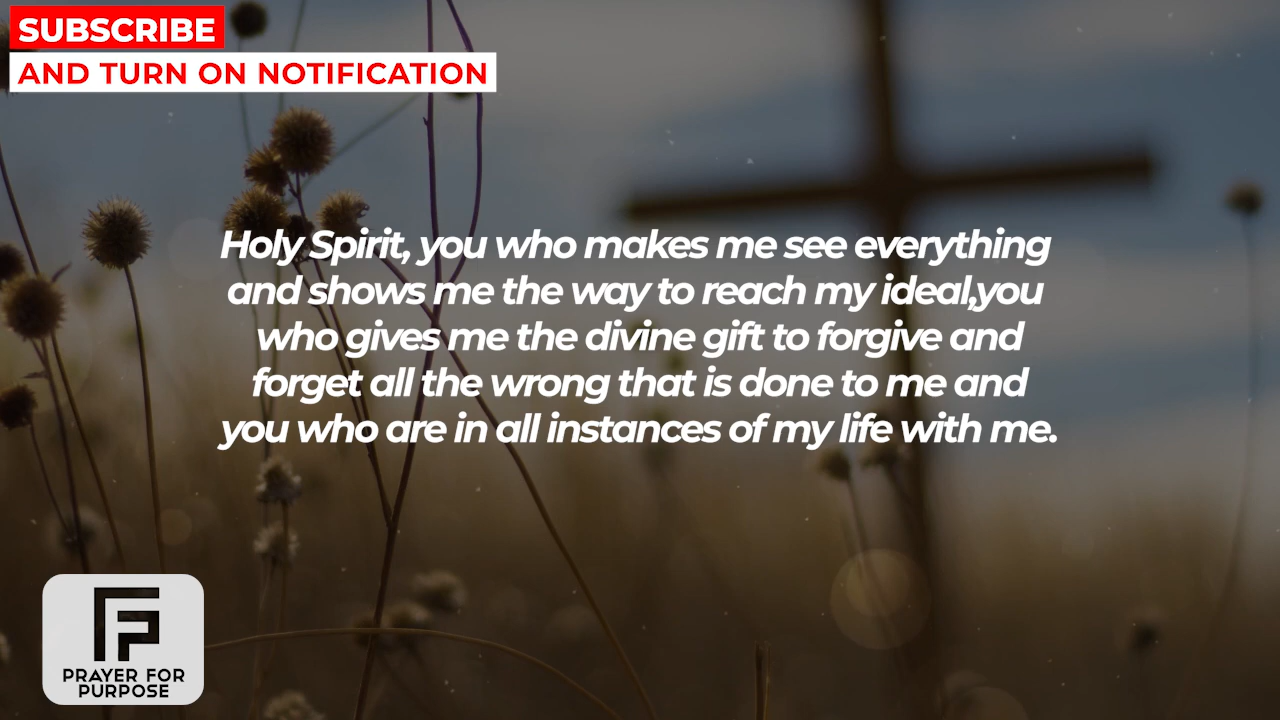 SUBSCRIBE
AND TURN ON NOTIFICATION
Holy Spirit, you who makes me see everything
and shows me the way to reach my ideal,you
who gives me the divine gift to forgive and
forget all the wrong that is done to me and
you who are in all instances of my life with me.
PRAYER FOR
PURPOSE